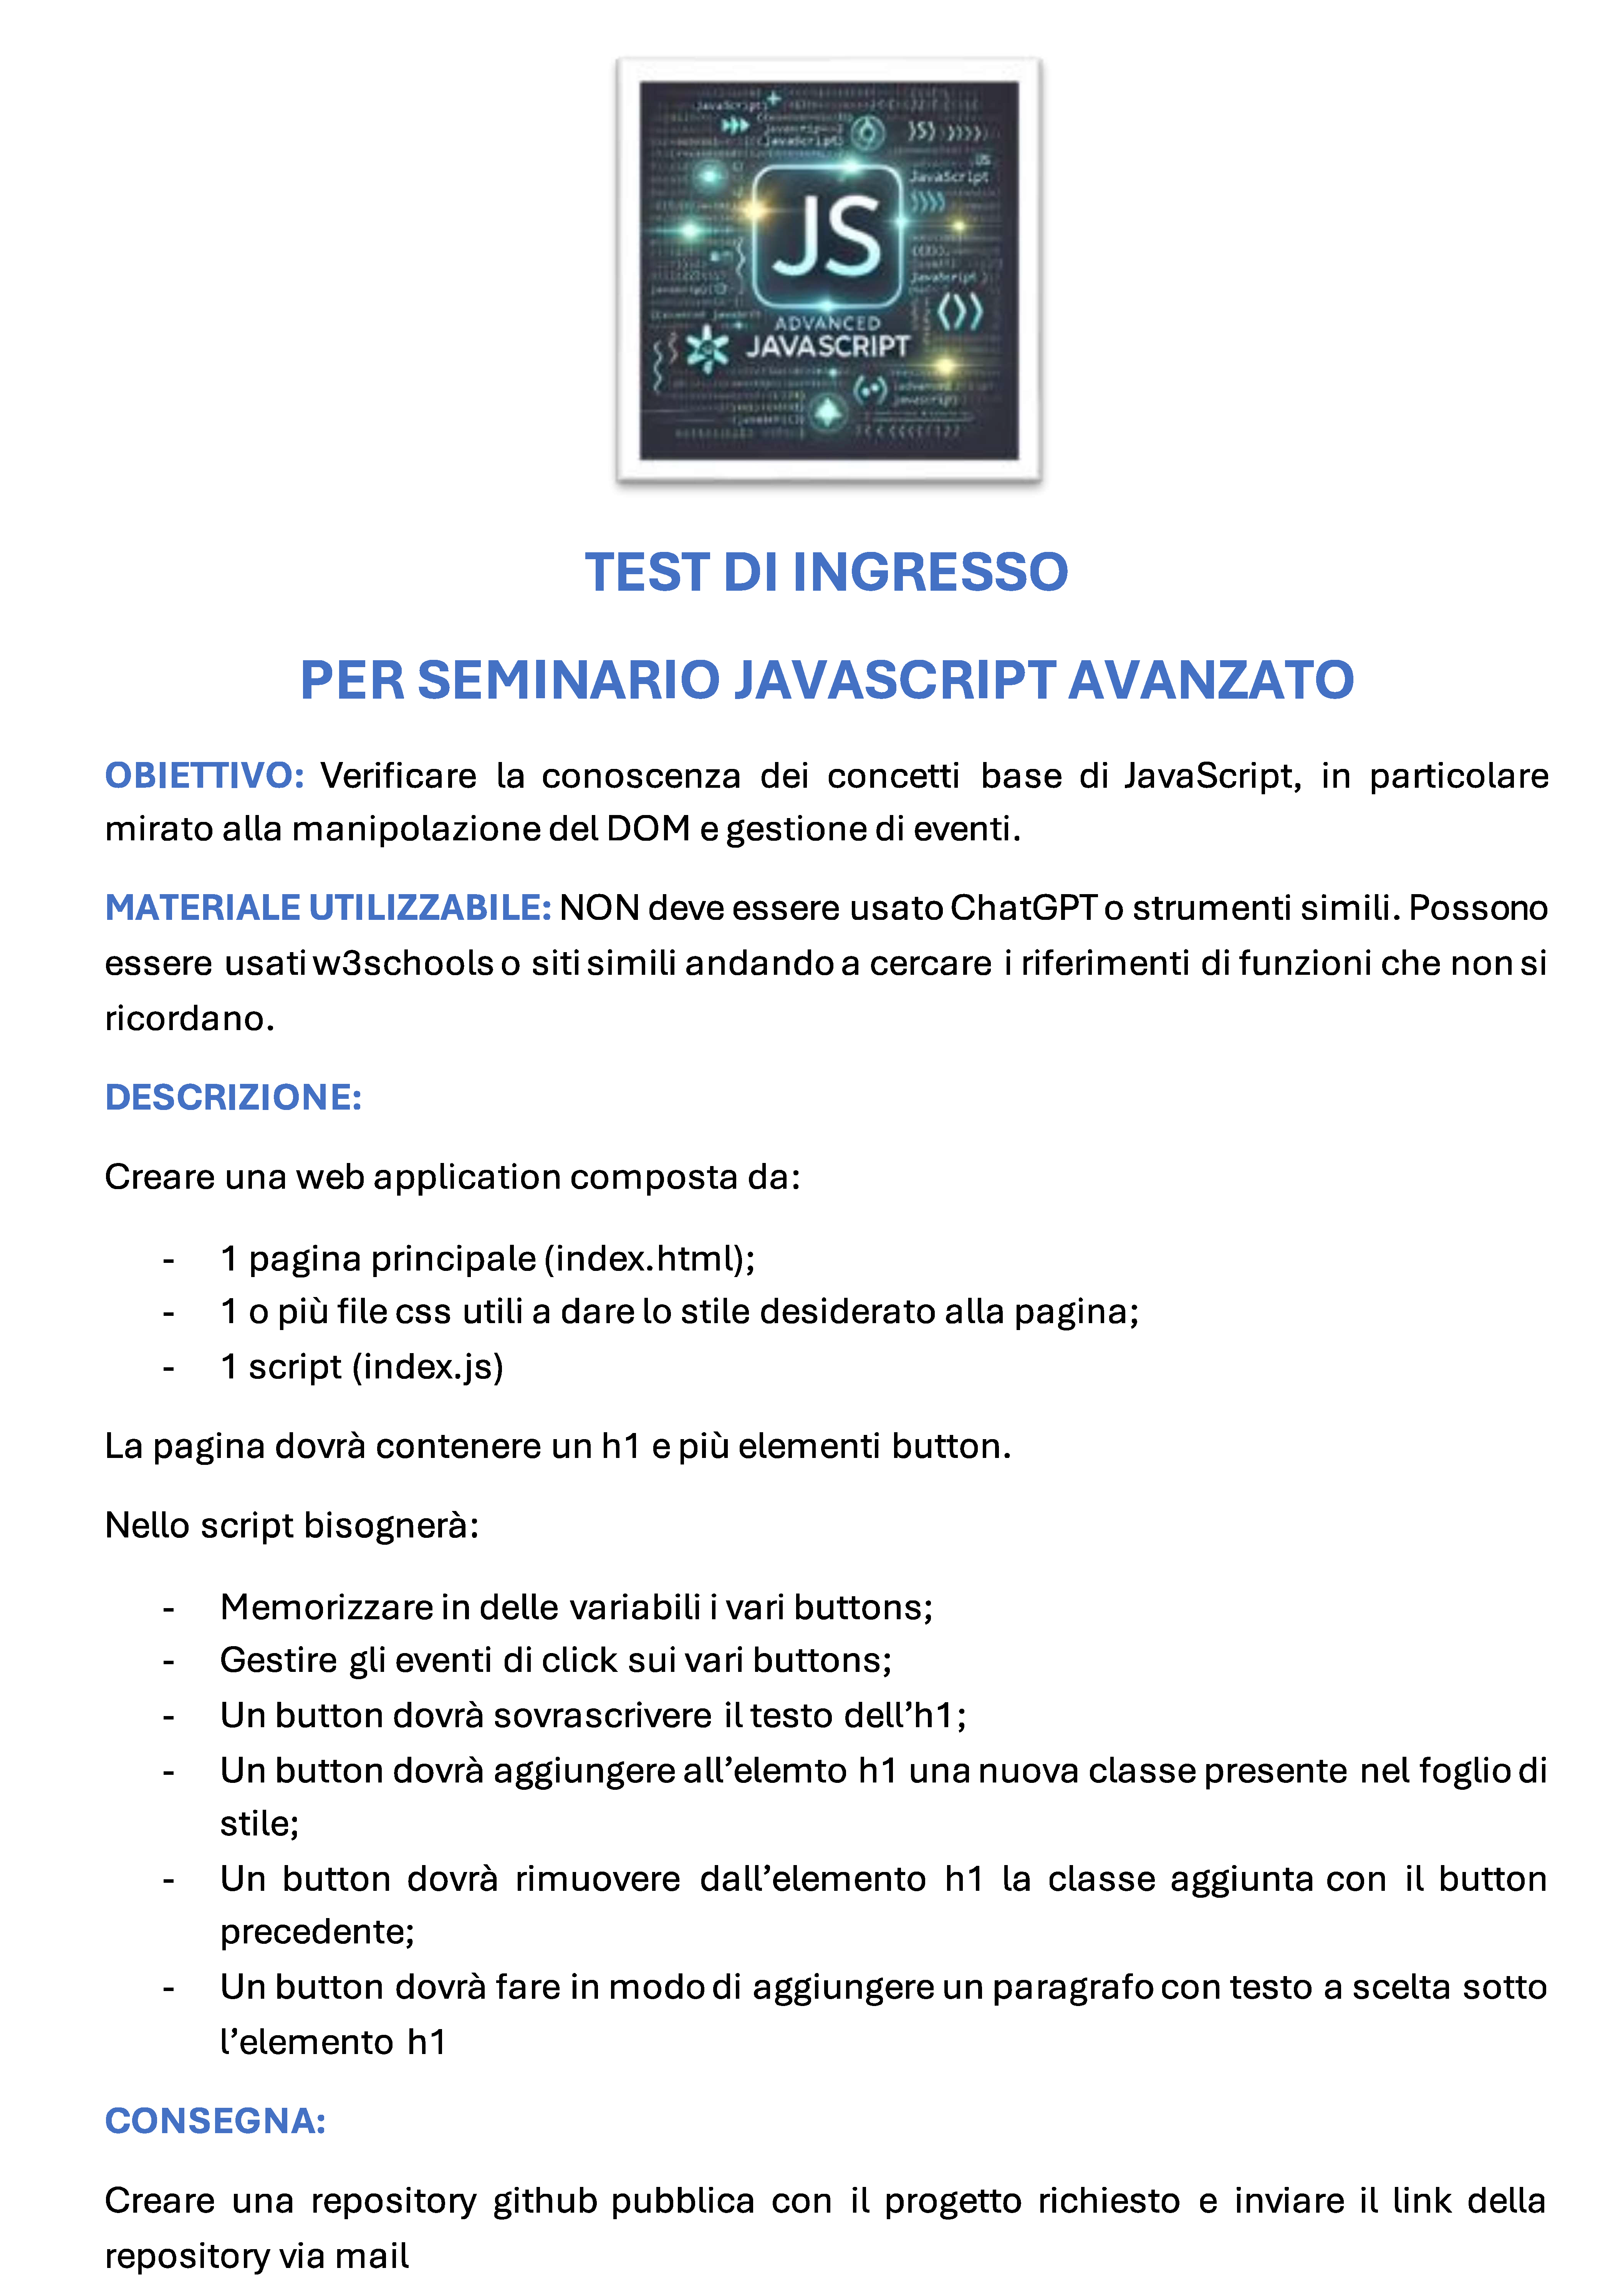 JS
ADVANCED
JAVASCRIPT
JavaScript
TEST DI INGRESSO
PER SEMINARIO JAVASCRIPT AVANZATO
OBIETTIVO: Verificare la conoscenza dei concetti base di JavaScript, in particolare
mirato alla manipolazione del DOM e gestione di eventi.
MATERIALE UTILIZZABILE: NON deve essere usato ChatGPT o strumenti simili. Possono
essere usati w3schools o siti simili andando a cercare i riferimenti di funzioni che non si
ricordano.
DESCRIZIONE:
Creare una web application composta da:
- 1 pagina principale (index.html);
- 1 o più file css utili a dare lo stile desiderato alla pagina;
- 1 script (index.js)
La pagina dovrà contenere un h1 e più elementi button.
Nello script bisognerà:
- Memorizzare in delle variabili i vari buttons;
- Gestire gli eventi di click sui vari buttons;
- Un button dovrà sovrascrivere il testo dell’h1;
- Un button dovrà aggiungere all’elemto h1 una nuova classe presente nel foglio di
stile;
- Un button dovrà rimuovere dall’elemento h1 la classe aggiunta con il button
precedente;
- Un button dovrà fare in modo di aggiungere un paragrafo con testo a scelta sotto
l’elemento h1
CONSEGNA:
Creare una repository github pubblica con il progetto richiesto e inviare il link della
repository via mail